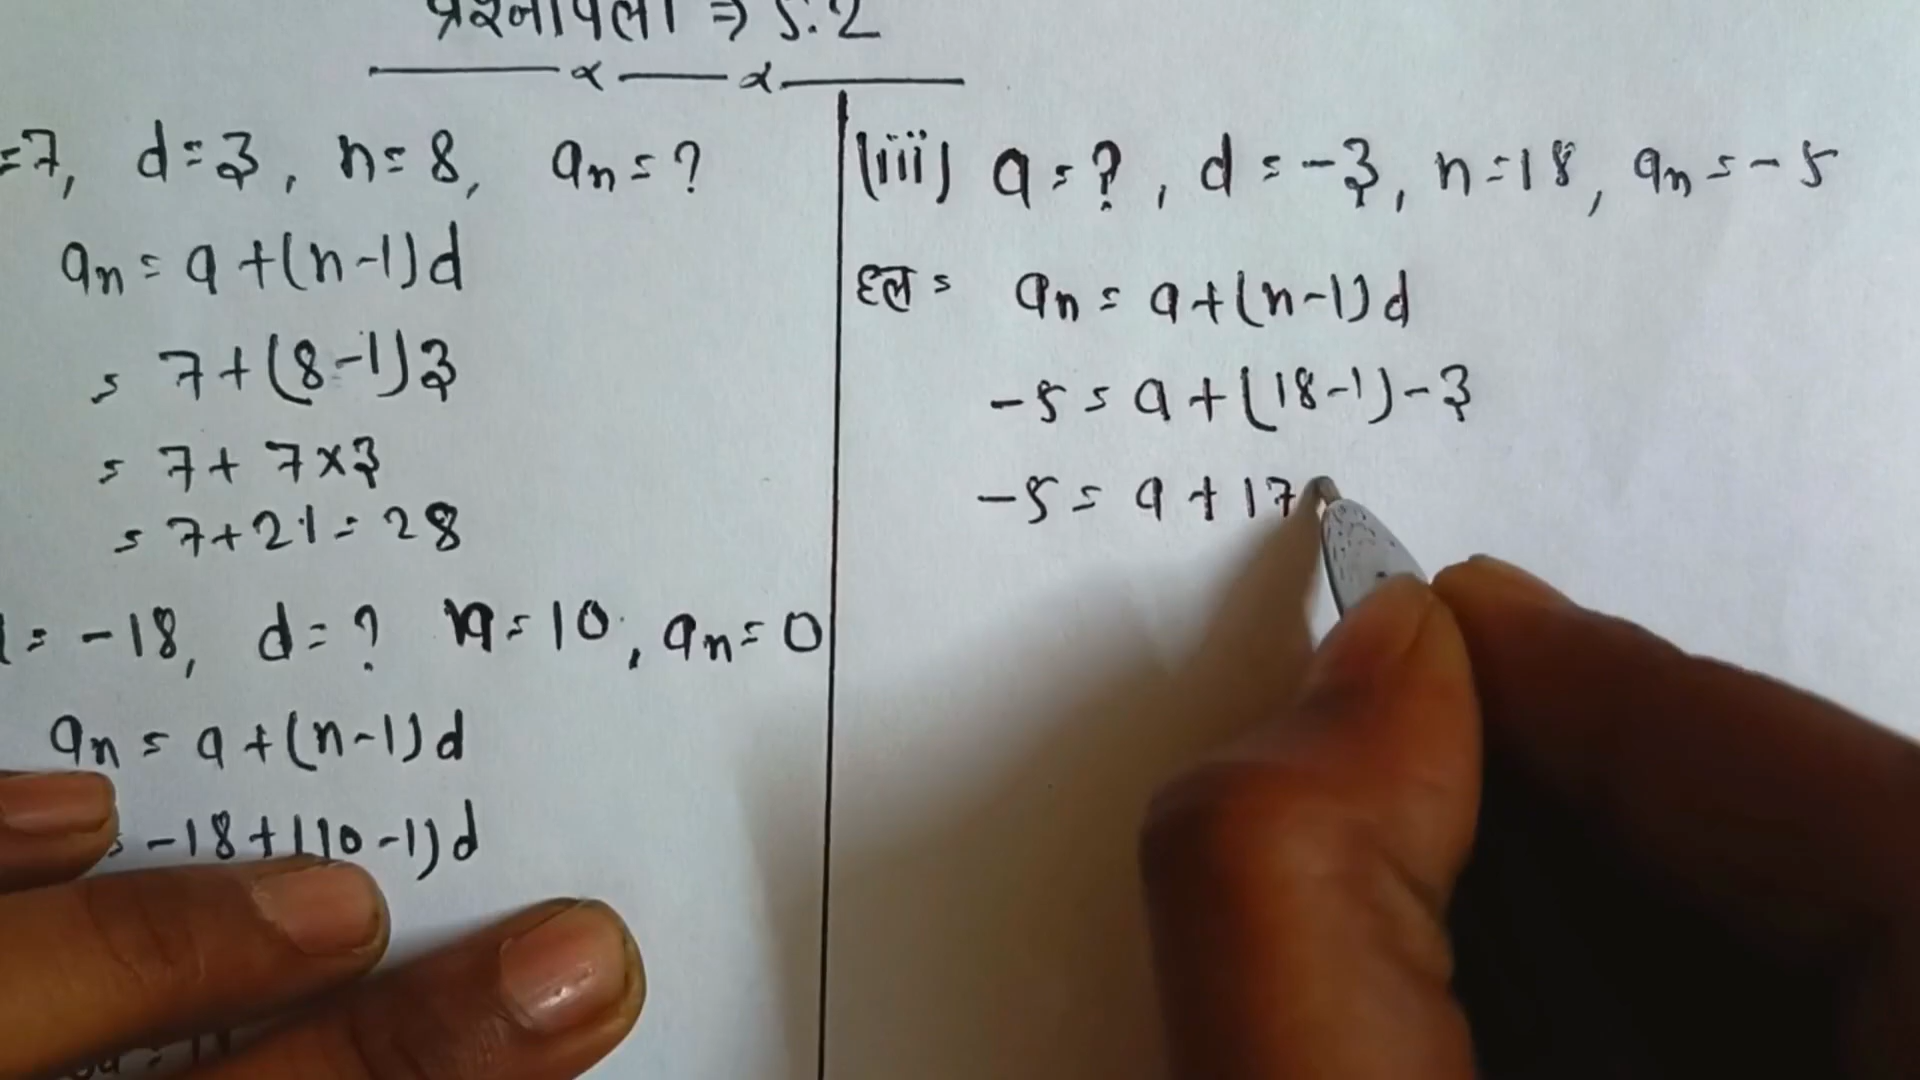 प्रश्नावली ⇒ 5.2
=7, d=3, n=8, an=?
an = a+(n-1)d
= 7+(8-1)3
= 7+ 7×3
= 7+21=28
= -18, d=? n=10, an=0
an = a+(n-1)d
= -18+(10-1)d
(iii) a=?, d=-3, n=18, an=-5
हल= an = a+(n-1)d
-5 = a+(18-1)-3
-5 = a+17